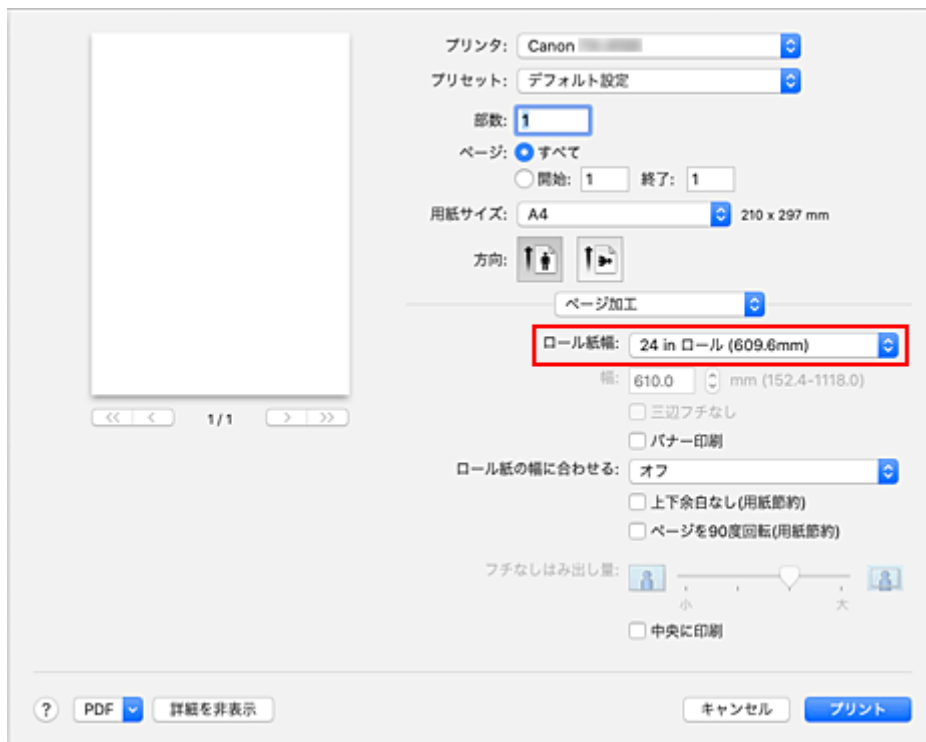 プリンタ: Canon
プリセット: デフォルト設定
部数: 1
ページ: すべて
開始: 1 終了: 1
用紙サイズ: A4 210 x 297 mm
方向:
ページ加工
ロール紙幅: 24 in ロール (609.6mm)
幅: 610.0 mm (152.4-1118.0)
三辺フチなし
<< < 1/1 > >>
バナー印刷
ロール紙の幅に合わせる: オフ
上下余白なし(用紙節約)
ページを90度回転(用紙節約)
フチなしはみ出し量:
小 大
中央に印刷
? PDF 詳細を非表示 キャンセル プリント